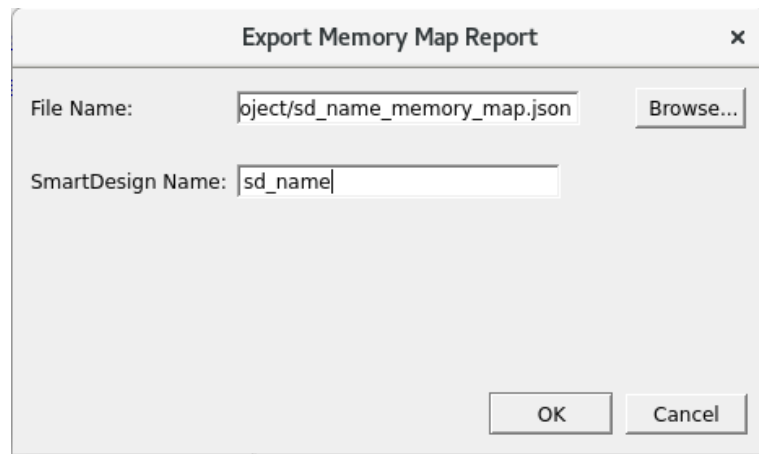 Export Memory Map Report
File Name: oject/sd_name_memory_map.json Browse...
SmartDesign Name: sd_name
OK Cancel